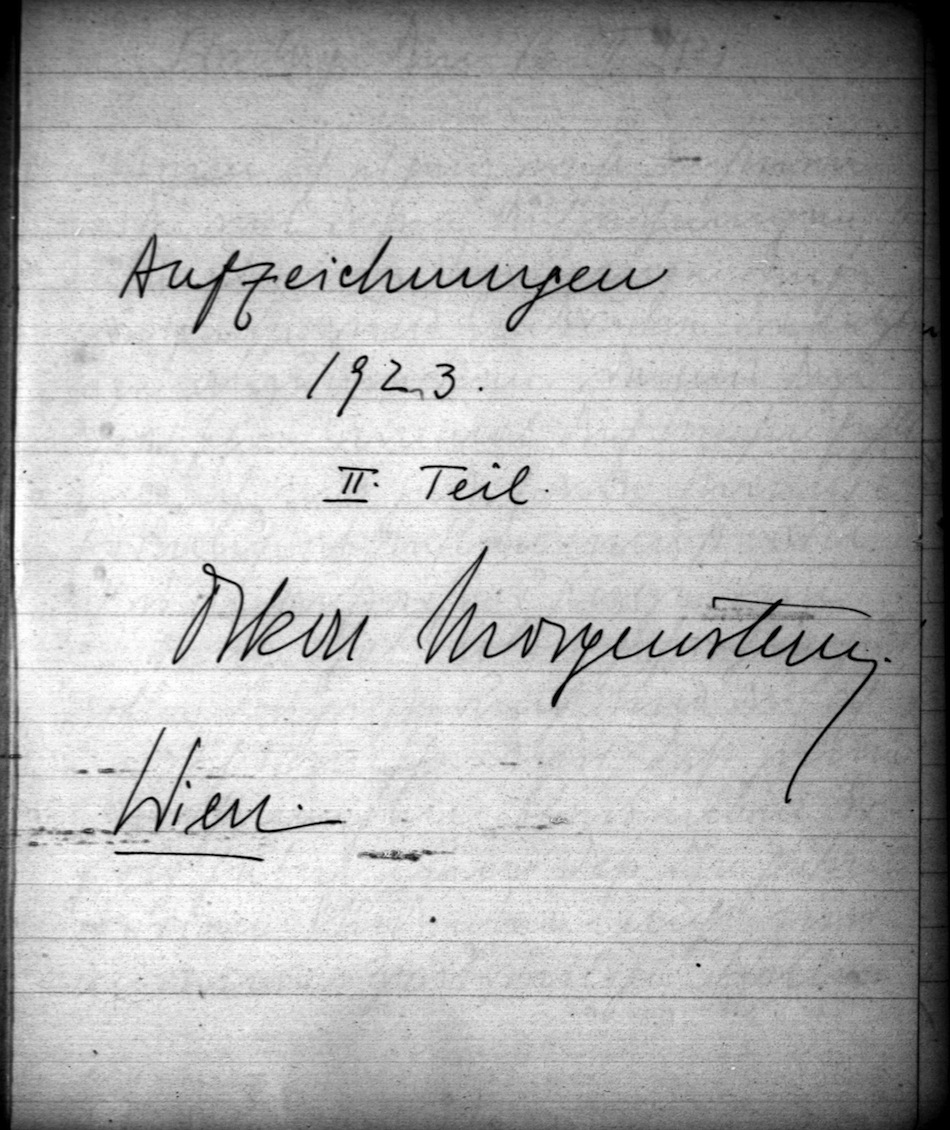 Aufzeichnungen
1923.
II. Teil.
Oskar Morgenstern.
Wien.